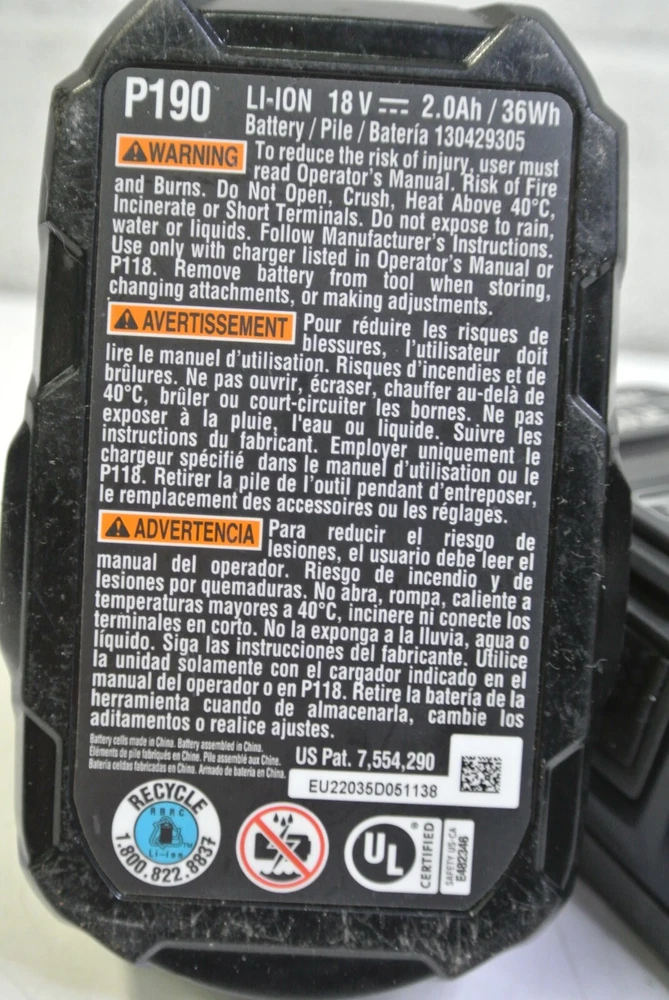 P190 LI-ION 18 V 2.0Ah / 36Wh
Battery / Pile / Batería 130429305
WARNING To reduce the risk of injury, user must
read Operator's Manual. Risk of Fire
and Burns. Do Not Open, Crush, Heat Above 40°C,
Incinerate or Short Terminals. Do not expose to rain,
water or liquids. Follow Manufacturer's Instructions.
Use only with charger listed in Operator's Manual or
P118. Remove battery from tool when storing,
changing attachments, or making adjustments.
AVERTISSEMENT Pour réduire les risques de
blessures, l'utilisateur doit
lire le manuel d'utilisation. Risques d'incendies et de
brûlures. Ne pas ouvrir, écraser, chauffer au-delà de
40°C, brûler ou court-circuiter les bornes. Ne pas
exposer à la pluie, l'eau ou liquide. Suivre les
instructions du fabricant. Employer uniquement le
chargeur spécifié dans le manuel d'utilisation ou le
P118. Retirer la pile de l'outil pendant d'entreposer,
le remplacement des accessoires ou les réglages.
ADVERTENCIA Para reducir el riesgo de
lesiones, el usuario debe leer el
manual del operador. Riesgo de incendio y de
lesiones por quemaduras. No abra, rompa, caliente a
temperaturas mayores a 40°C, incinere ni conecte los
terminales en corto. No la exponga a la lluvia, agua o
líquido. Siga las instrucciones del fabricante. Utilice
la unidad solamente con el cargador indicado en el
manual del operador o en P118. Retire la batería de la
herramienta cuando de almacenarla, cambie los
aditamentos o realice ajustes.
Battery cells made in China. Battery assembled in China.
Éléments de pile fabriqués en Chine. Pile assemblé aux Chine.
Batería celdas fabricadas en China. Armado de batería en China.
US Pat. 7,554,290
EU22035D051138
RECYCLE
RBRC
Li-ion
TM
1.800.822.8837
UL
®
CERTIFIED
SAFETY US-CA
E482346